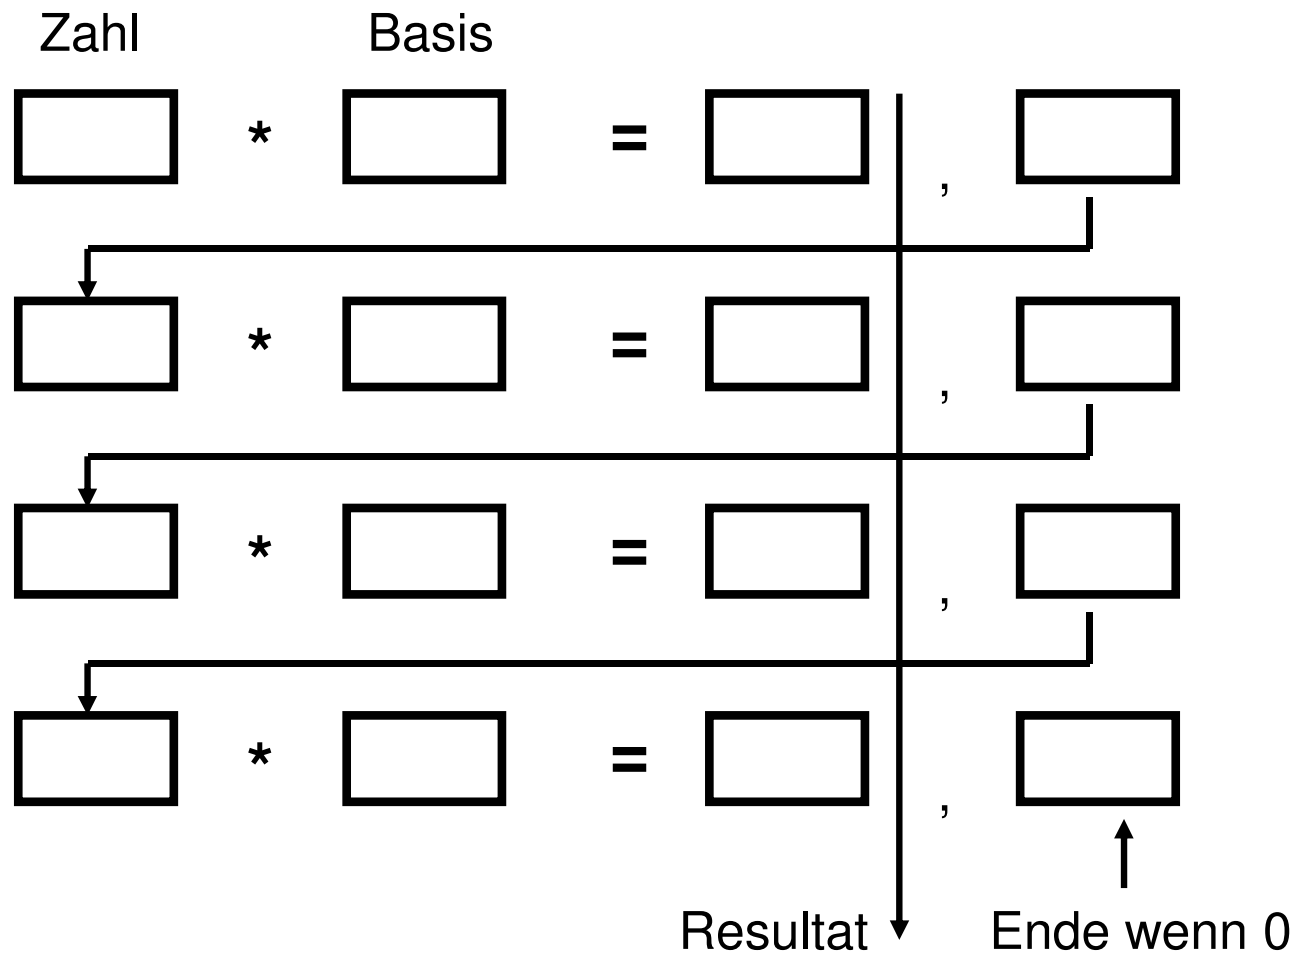 Zahl Basis
* = ,
* = ,
* = ,
* = ,
Resultat Ende wenn 0